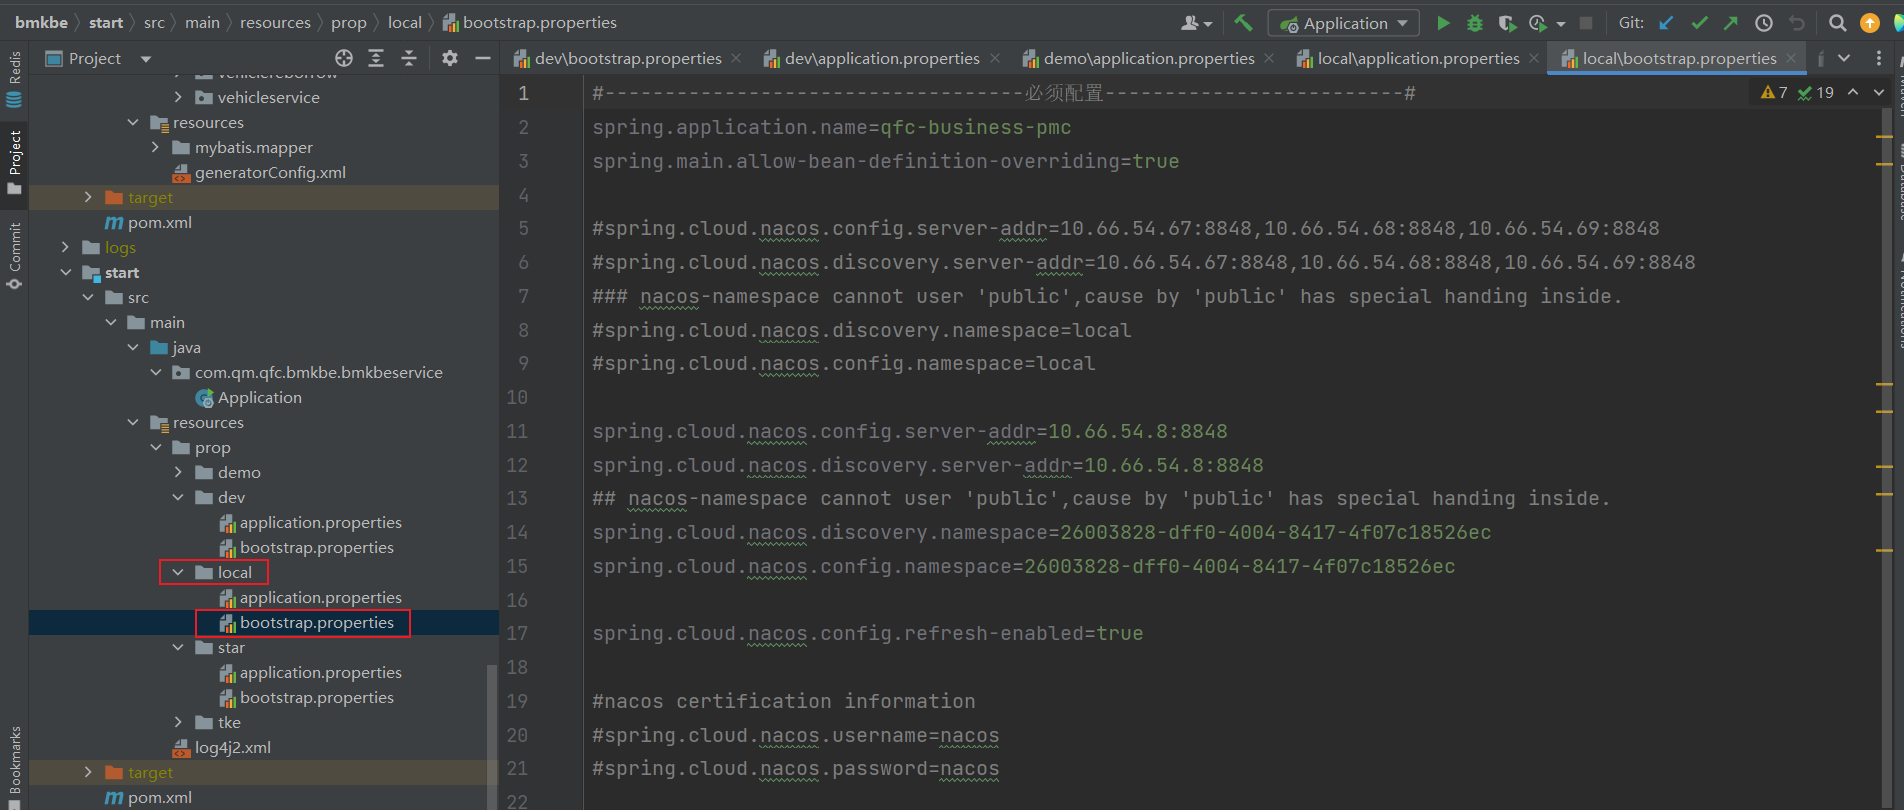 bmkbe > start > src > main > resources > prop > local > bootstrap.properties
Application
Git:
Project
dev\bootstrap.properties
dev\application.properties
demo\application.properties
local\application.properties
local\bootstrap.properties
Redis
Project
Commit
Bookmarks
vehiclereborrow
vehicleservice
resources
mybatis.mapper
generatorConfig.xml
target
pom.xml
logs
start
src
main
java
com.qm.qfc.bmkbe.bmkbeservice
Application
resources
prop
demo
dev
application.properties
bootstrap.properties
local
application.properties
bootstrap.properties
star
application.properties
bootstrap.properties
tke
log4j2.xml
target
pom.xml
7 19
1 #-----------------------------------必须配置-------------------------#
2 spring.application.name=qfc-business-pmc
3 spring.main.allow-bean-definition-overriding=true
4
5 #spring.cloud.nacos.config.server-addr=10.66.54.67:8848,10.66.54.68:8848,10.66.54.69:8848
6 #spring.cloud.nacos.discovery.server-addr=10.66.54.67:8848,10.66.54.68:8848,10.66.54.69:8848
7 ### nacos-namespace cannot user 'public',cause by 'public' has special handing inside.
8 #spring.cloud.nacos.discovery.namespace=local
9 #spring.cloud.nacos.config.namespace=local
10
11 spring.cloud.nacos.config.server-addr=10.66.54.8:8848
12 spring.cloud.nacos.discovery.server-addr=10.66.54.8:8848
13 ## nacos-namespace cannot user 'public',cause by 'public' has special handing inside.
14 spring.cloud.nacos.discovery.namespace=26003828-dff0-4004-8417-4f07c18526ec
15 spring.cloud.nacos.config.namespace=26003828-dff0-4004-8417-4f07c18526ec
16
17 spring.cloud.nacos.config.refresh-enabled=true
18
19 #nacos certification information
20 #spring.cloud.nacos.username=nacos
21 #spring.cloud.nacos.password=nacos
22